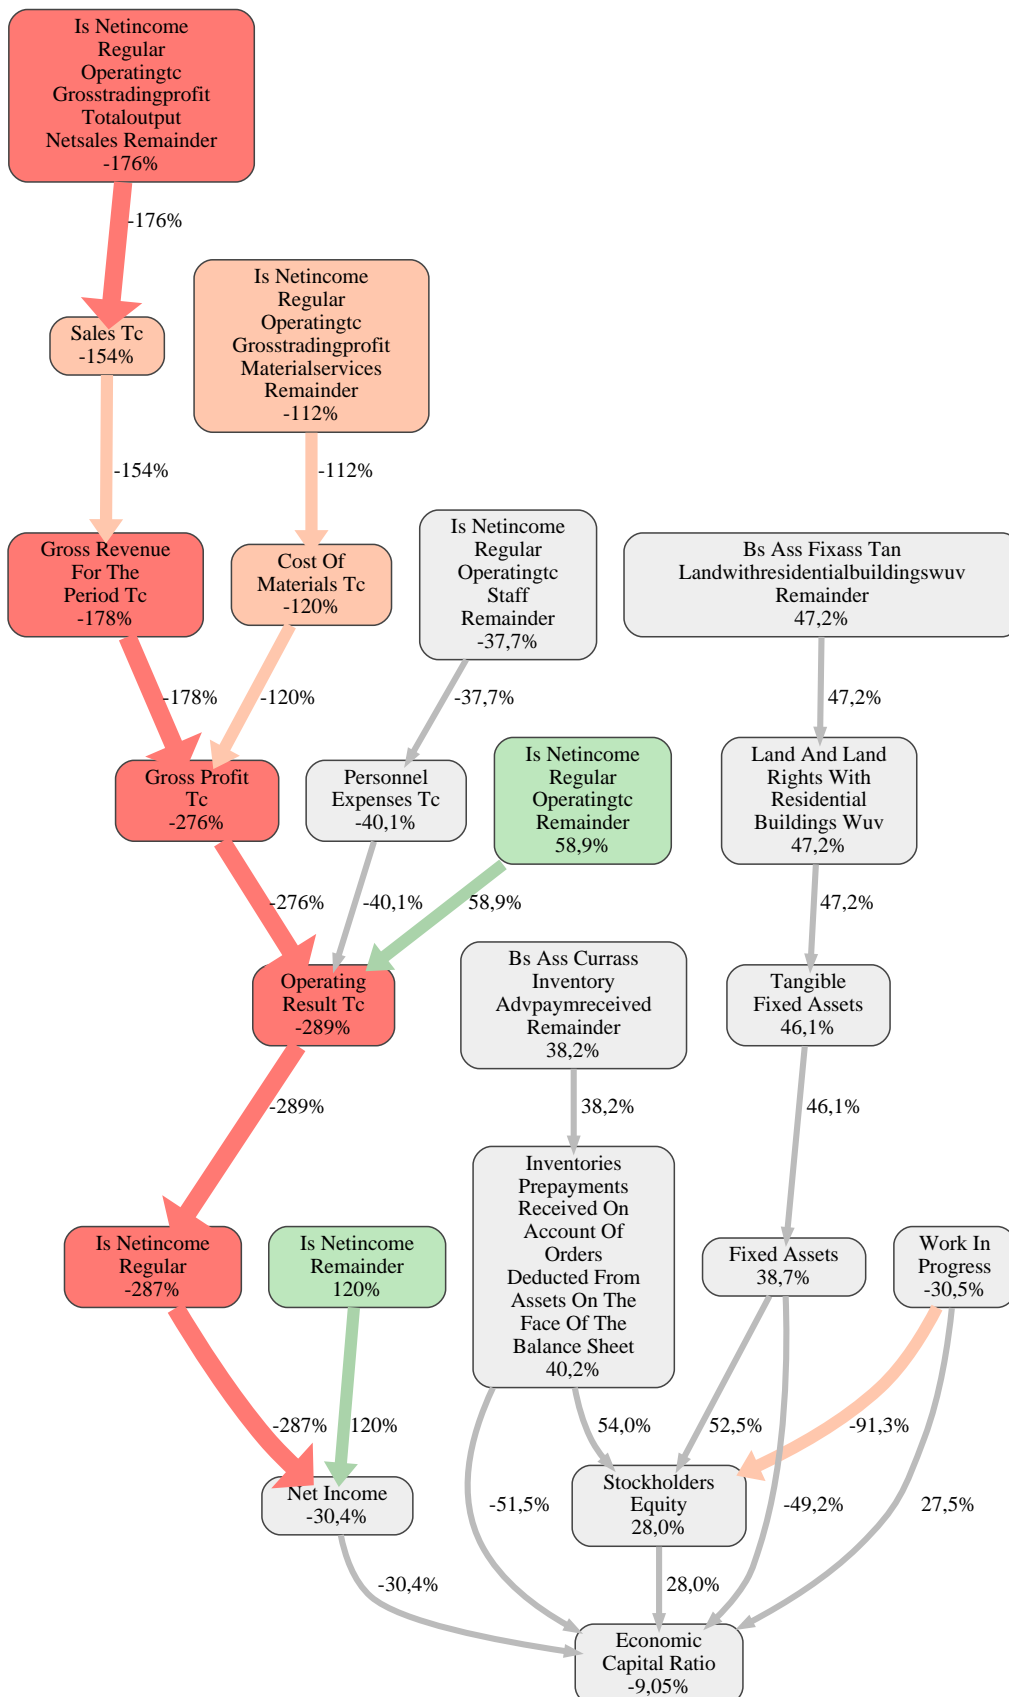 Is Netincome
Regular
Operatingtc
Grosstradingprofit
Totaloutput
Netsales Remainder
-176%
-176%
Sales Tc
-154%
Is Netincome
Regular
Operatingtc
Grosstradingprofit
Materialservices
Remainder
-112%
-154%
-112%
Gross Revenue
For The
Period Tc
-178%
Cost Of
Materials Tc
-120%
Is Netincome
Regular
Operatingtc
Staff
Remainder
-37,7%
Bs Ass Fixass Tan
Landwithresidentialbuildingswuv
Remainder
47,2%
-178%
-120%
-37,7%
47,2%
Gross Profit
Tc
-276%
Personnel
Expenses Tc
-40,1%
Is Netincome
Regular
Operatingtc
Remainder
58,9%
Land And Land
Rights With
Residential
Buildings Wuv
47,2%
-276%
-40,1%
58,9%
47,2%
Operating
Result Tc
-289%
Bs Ass Currass
Inventory
Advpaymreceived
Remainder
38,2%
Tangible
Fixed Assets
46,1%
-289%
38,2%
46,1%
Is Netincome
Regular
-287%
Is Netincome
Remainder
120%
Inventories
Prepayments
Received On
Account Of
Orders
Deducted From
Assets On The
Face Of The
Balance Sheet
40,2%
Fixed Assets
38,7%
Work In
Progress
-30,5%
-287%
120%
54,0%
52,5%
-91,3%
Net Income
-30,4%
-51,5%
Stockholders
Equity
28,0%
-49,2%
27,5%
-30,4%
28,0%
Economic
Capital Ratio
-9,05%